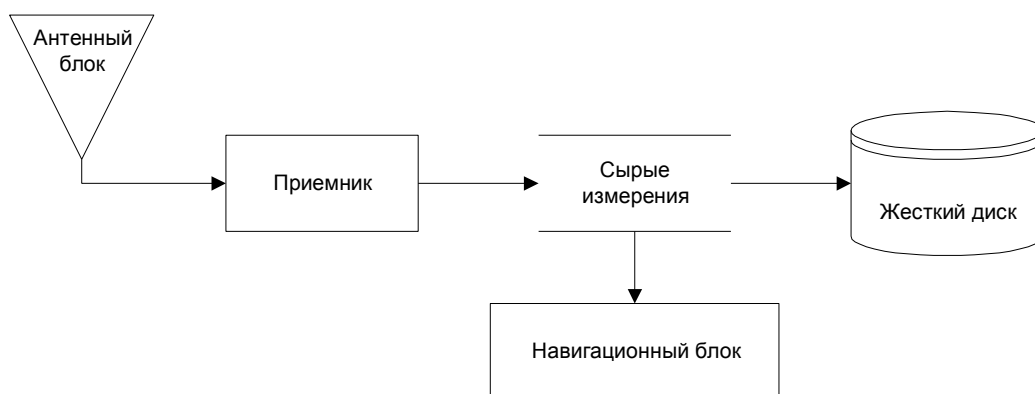 Антенный
блок
Приемник
Сырые
измерения
Жесткий диск
Навигационный блок